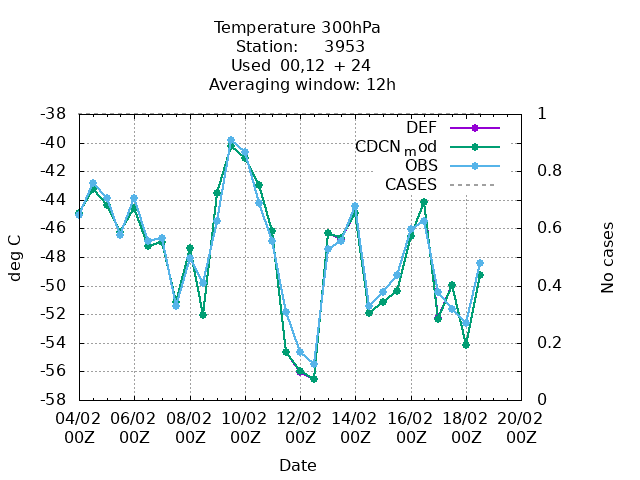 Temperature 300hPa
Station: 3953
Used 00,12 + 24
Averaging window: 12h
-38
-40
-42
-44
-46
-48
-50
-52
-54
-56
-58
1
0.8
0.6
0.4
0.2
0
DEF
CDCNmod
OBS
CASES
deg C
No cases
04/02 06/02 08/02 10/02 12/02 14/02 16/02 18/02 20/02
00Z 00Z 00Z 00Z 00Z 00Z 00Z 00Z 00Z
Date